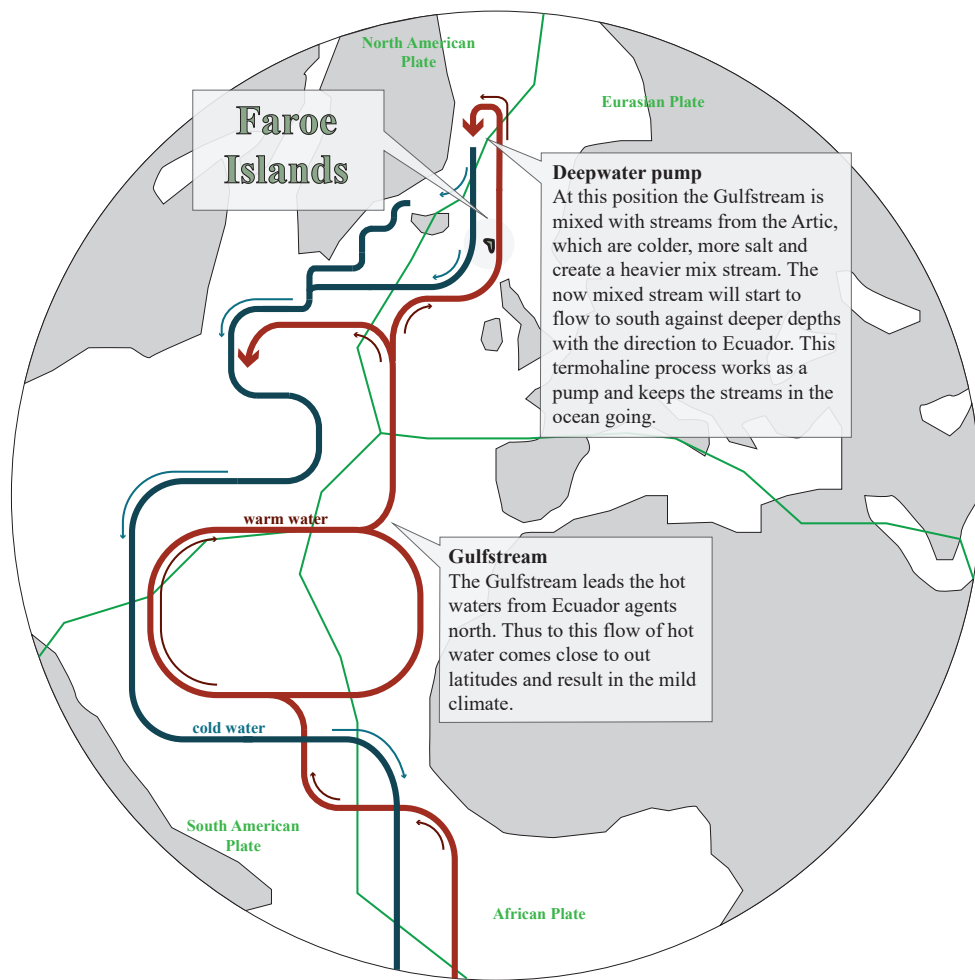 North American
Plate
Eurasian Plate
Faroe
Islands
Deepwater pump
At this position the Gulfstream is
mixed with streams from the Artic,
which are colder, more salt and
create a heavier mix stream. The
now mixed stream will start to
flow to south against deeper depths
with the direction to Ecuador. This
termohaline process works as a
pump and keeps the streams in the
ocean going.
warm water
Gulfstream
The Gulfstream leads the hot
waters from Ecuador agents
north. Thus to this flow of hot
water comes close to out
latitudes and result in the mild
climate.
cold water
South American
Plate
African Plate